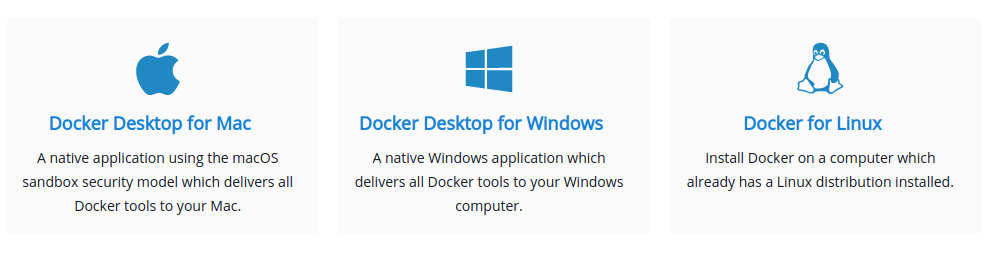 Docker Desktop for Mac
A native application using the macOS
sandbox security model which delivers all
Docker tools to your Mac.
Docker Desktop for Windows
A native Windows application which
delivers all Docker tools to your Windows
computer.
Docker for Linux
Install Docker on a computer which
already has a Linux distribution installed.